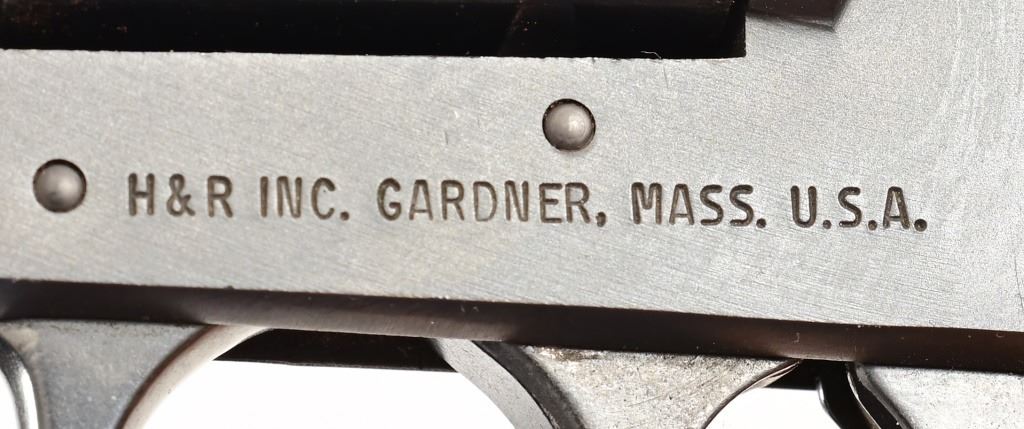 H&R INC. GARDNER, MASS. U.S.A.